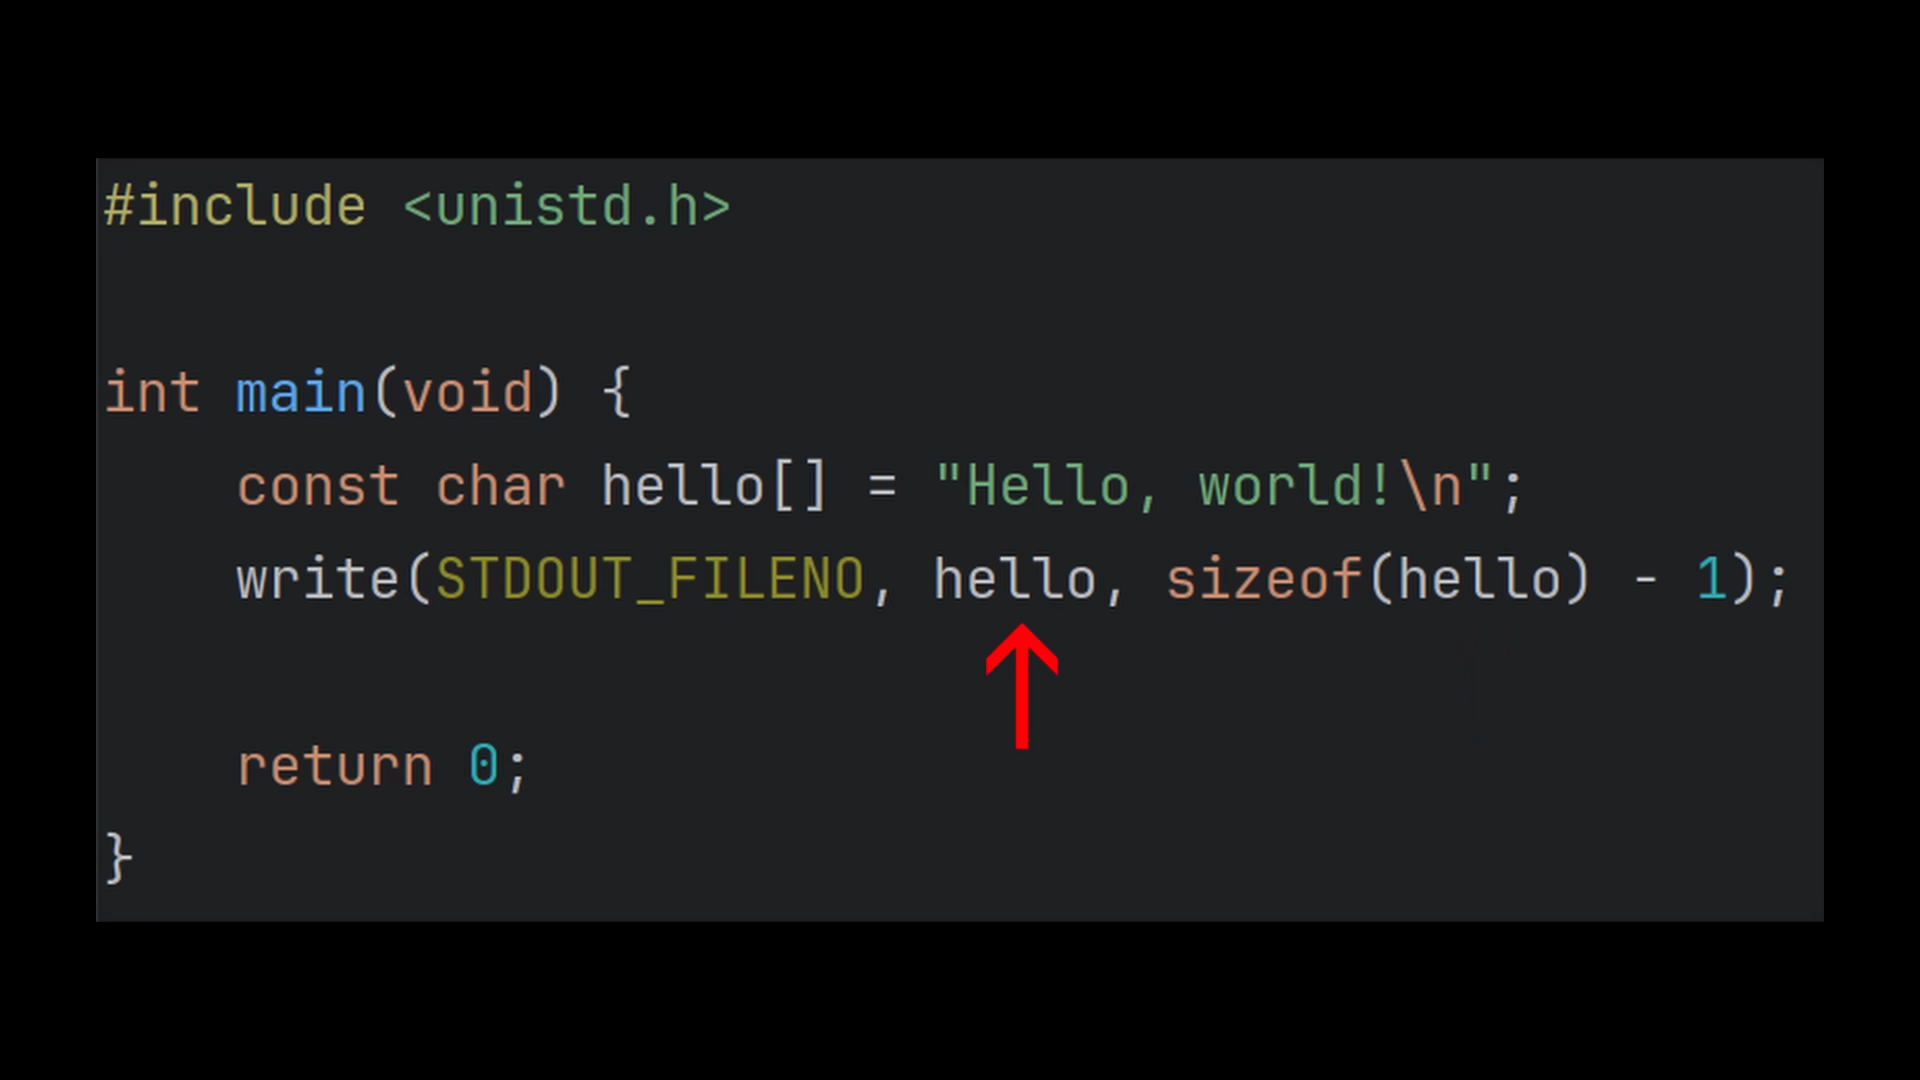 #include <unistd.h>
int main(void) {
    const char hello[] = "Hello, world!\n";
    write(STDOUT_FILENO, hello, sizeof(hello) - 1);
    return 0;
}